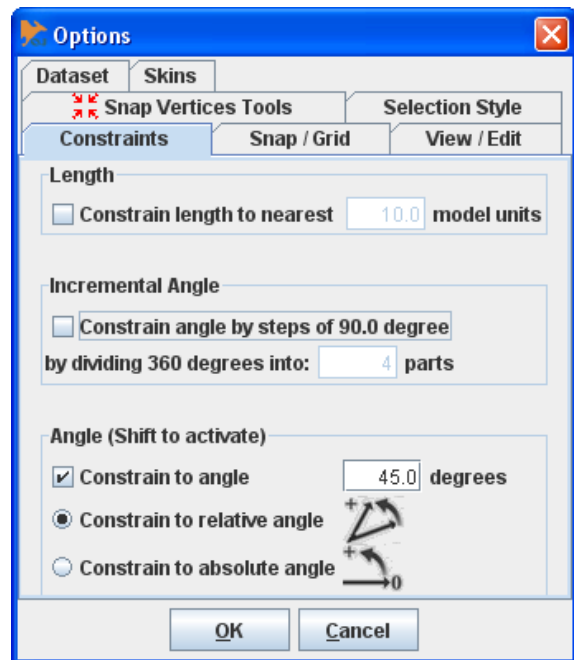 Options
Dataset Skins
Snap Vertices Tools Selection Style
Constraints Snap / Grid View / Edit
Length
Constrain length to nearest 10.0 model units
Incremental Angle
Constrain angle by steps of 90.0 degree
by dividing 360 degrees into: 4 parts
Angle (Shift to activate)
Constrain to angle 45.0 degrees
Constrain to relative angle +
Constrain to absolute angle + 0
OK Cancel